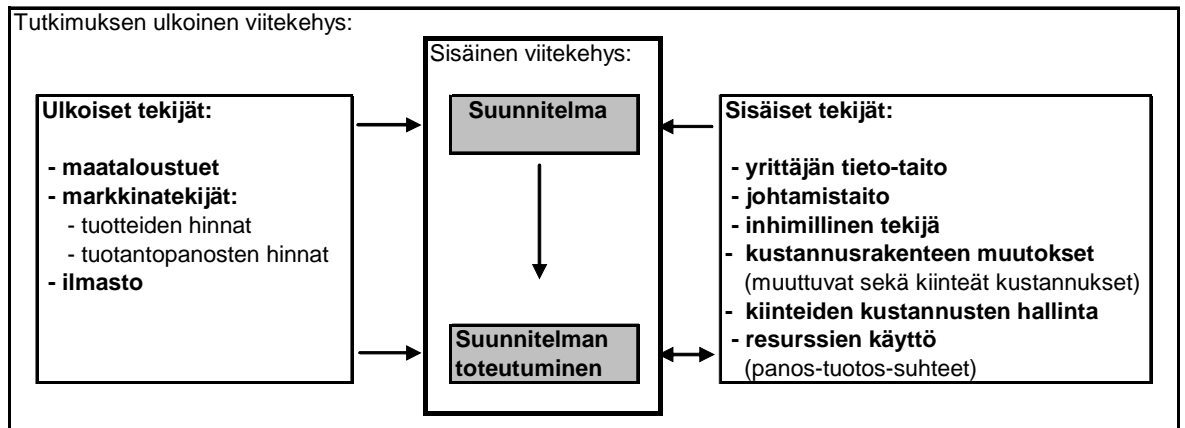 Tutkimuksen ulkoinen viitekehys:
Sisäinen viitekehys:
Ulkoiset tekijät:
- maataloustuet
- markkinatekijät:
- tuotteiden hinnat
- tuotantopanosten hinnat
- ilmasto
Suunnitelma
Suunnitelman
toteutuminen
Sisäiset tekijät:
- yrittäjän tieto-taito
- johtamistaito
- inhimillinen tekijä
- kustannusrakenteen muutokset
(muuttuvat sekä kiinteät kustannukset)
- kiinteiden kustannusten hallinta
- resurssien käyttö
(panos-tuotos-suhteet)